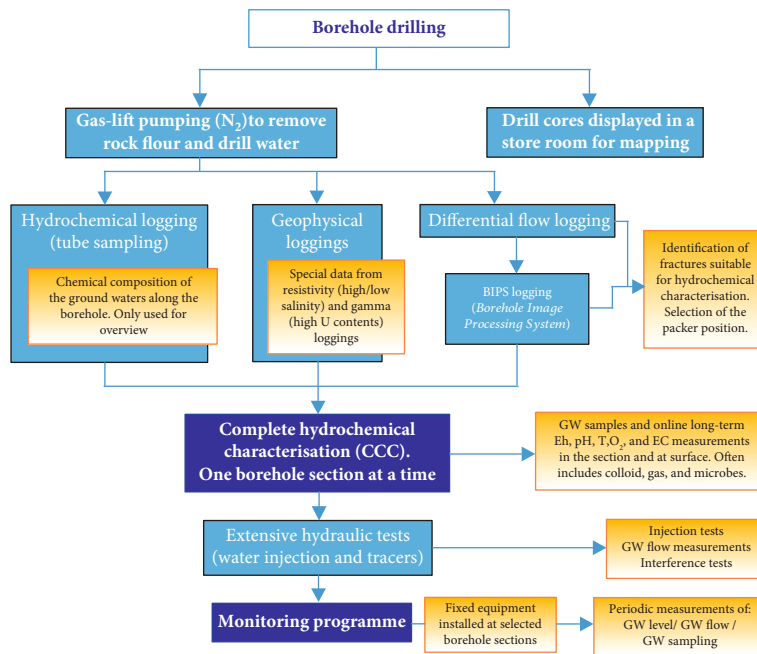 Borehole drilling
Gas-lift pumping (N₂)to remove
rock flour and drill water
Drill cores displayed in a
store room for mapping
Hydrochemical logging
(tube sampling)
Chemical composition of
the ground waters along the
borehole. Only used for
overview
Geophysical
loggings
Special data from
resistivity (high/low
salinity) and gamma
(high U contents)
loggings
Differential flow logging
BIPS logging
(Borehole Image
Processing System)
Identification of
fractures suitable
for hydrochemical
characterisation.
Selection of the
packer position.
Complete hydrochemical
characterisation (CCC).
One borehole section at a time
GW samples and online long-term
Eh, pH, T,O₂, and EC measurements
in the section and at surface. Often
includes colloid, gas, and microbes.
Extensive hydraulic tests
(water injection and tracers)
Injection tests
GW flow measurements
Interference tests
Monitoring programme
Fixed equipment
installed at selected
borehole sections
Periodic measurements of:
GW level/ GW flow /
GW sampling